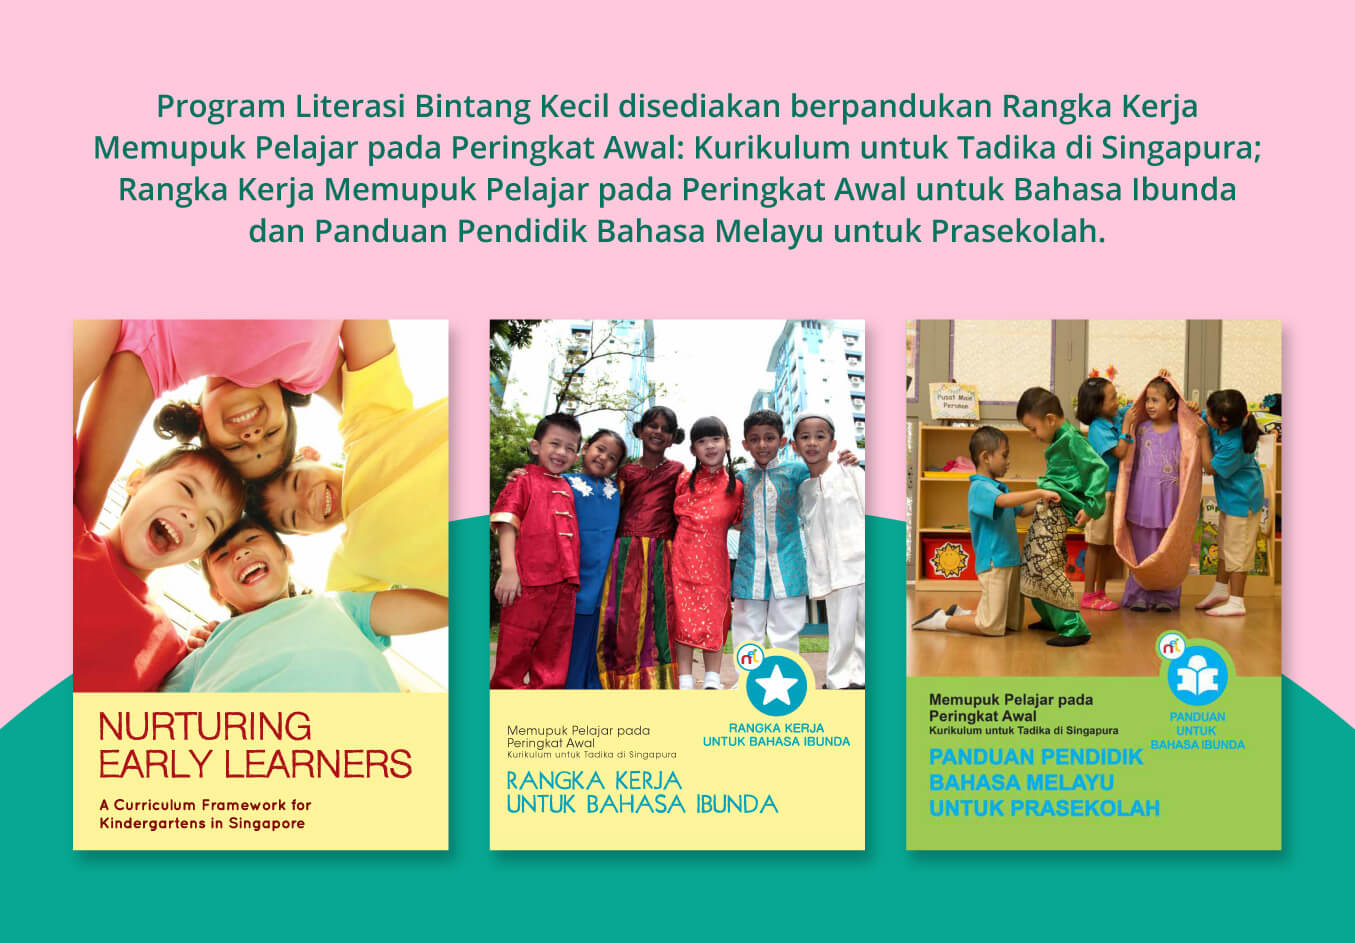 Program Literasi Bintang Kecil disediakan berpandukan Rangka Kerja
Memupuk Pelajar pada Peringkat Awal: Kurikulum untuk Tadika di Singapura;
Rangka Kerja Memupuk Pelajar pada Peringkat Awal untuk Bahasa Ibunda
dan Panduan Pendidik Bahasa Melayu untuk Prasekolah.
NURTURING
EARLY LEARNERS
A Curriculum Framework for
Kindergartens in Singapore
nel
RANGKA KERJA
UNTUK BAHASA IBUNDA
Memupuk Pelajar pada
Peringkat Awal
Kurikulum untuk Tadika di Singapura
RANGKA KERJA
UNTUK BAHASA IBUNDA
Pusat Main
Peranan
nel
PANDUAN
UNTUK
BAHASA IBUNDA
Memupuk Pelajar pada
Peringkat Awal
Kurikulum untuk Tadika di Singapura
PANDUAN PENDIDIK
BAHASA MELAYU
UNTUK PRASEKOLAH